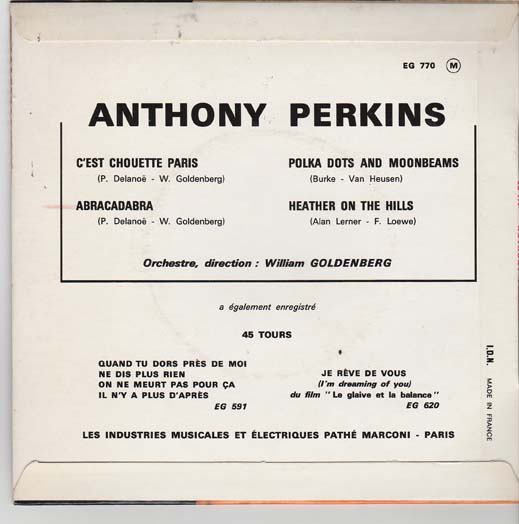 EG 770 M
ANTHONY PERKINS
C'EST CHOUETTE PARIS
(P. Delanoë - W. Goldenberg)
ABRACADABRA
(P. Delanoë - W. Goldenberg)
POLKA DOTS AND MOONBEAMS
(Burke - Van Heusen)
HEATHER ON THE HILLS
(Alan Lerner - F. Loewe)
Orchestre, direction : William GOLDENBERG
a également enregistré
45 TOURS
QUAND TU DORS PRÈS DE MOI
NE DIS PLUS RIEN
ON NE MEURT PAS POUR ÇA
IL N'Y A PLUS D'APRÈS
EG 591
JE RÊVE DE VOUS
(I'm dreaming of you)
du film "Le glaive et la balance"
EG 620
LES INDUSTRIES MUSICALES ET ÉLECTRIQUES PATHÉ MARCONI - PARIS
I.D.N. MADE IN FRANCE